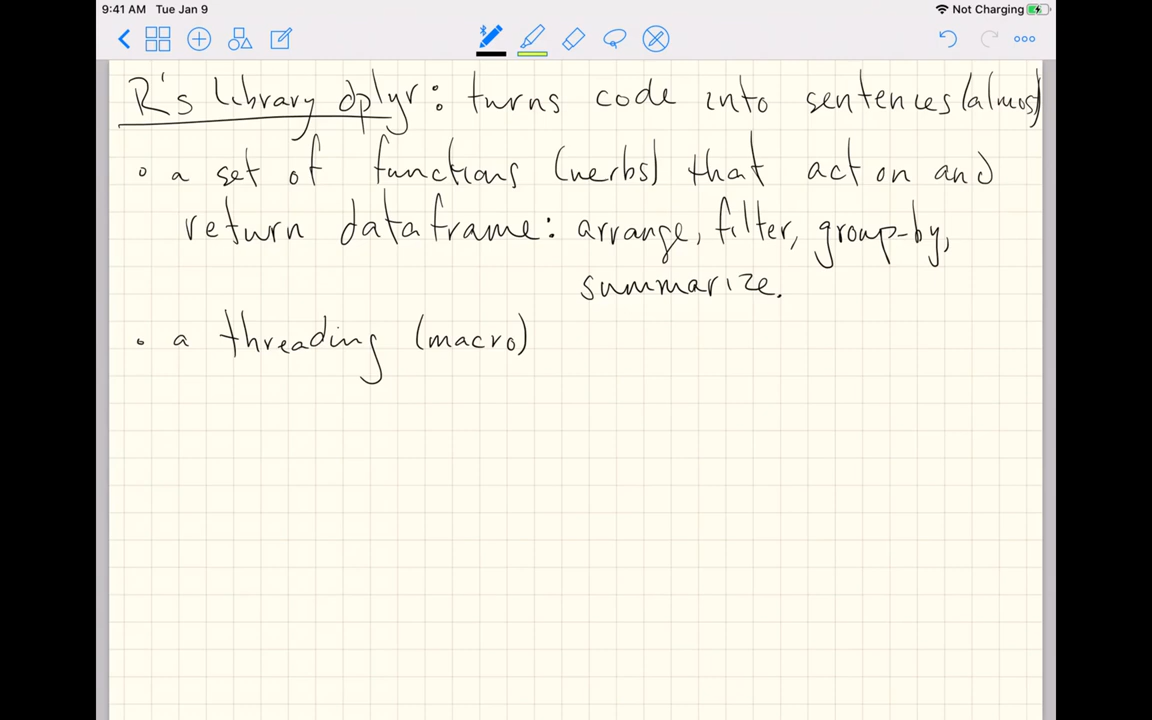 9:41 AM Tue Jan 9 Not Charging
R's library dplyr: turns code into sentences (almost)
• a set of functions (verbs) that act on and
return dataframe: arrange, filter, group-by,
summarize.
• a threading (macro)